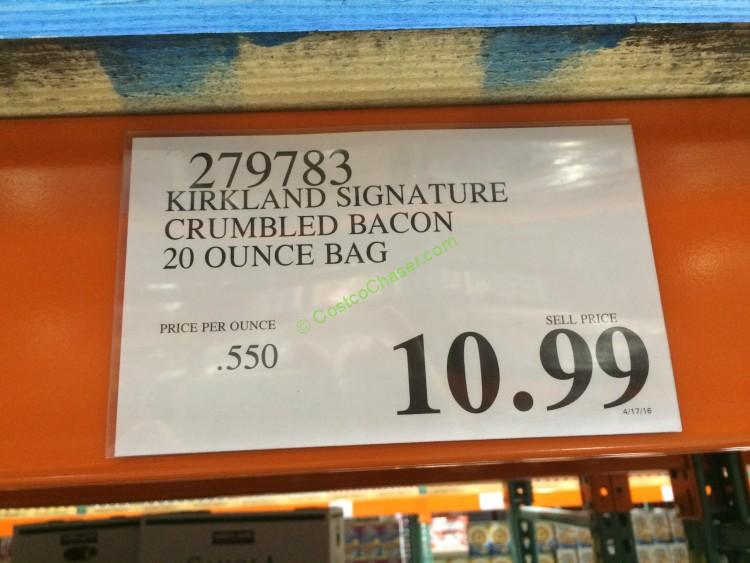 279783
KIRKLAND SIGNATURE
CRUMBLED BACON
20 OUNCE BAG
© CostcoChaser.com
PRICE PER OUNCE
.550
SELL PRICE
10.99
4/17/16